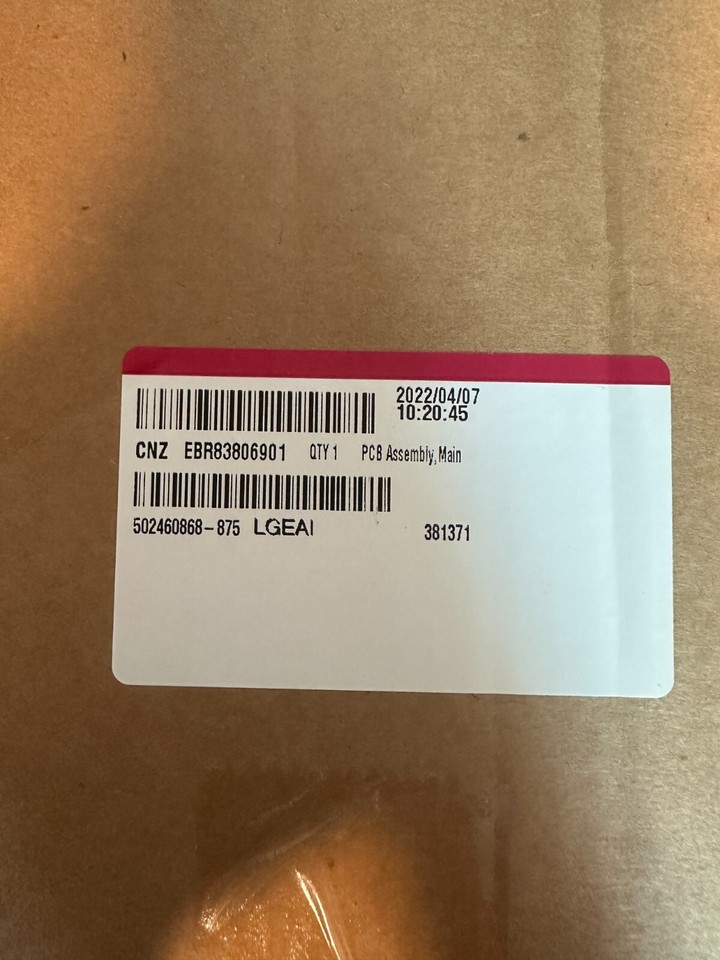 2022/04/07
10:20:45
CNZ EBR83806901 QTY 1 PCB Assembly,Main
502460868-875 LGEAI 381371